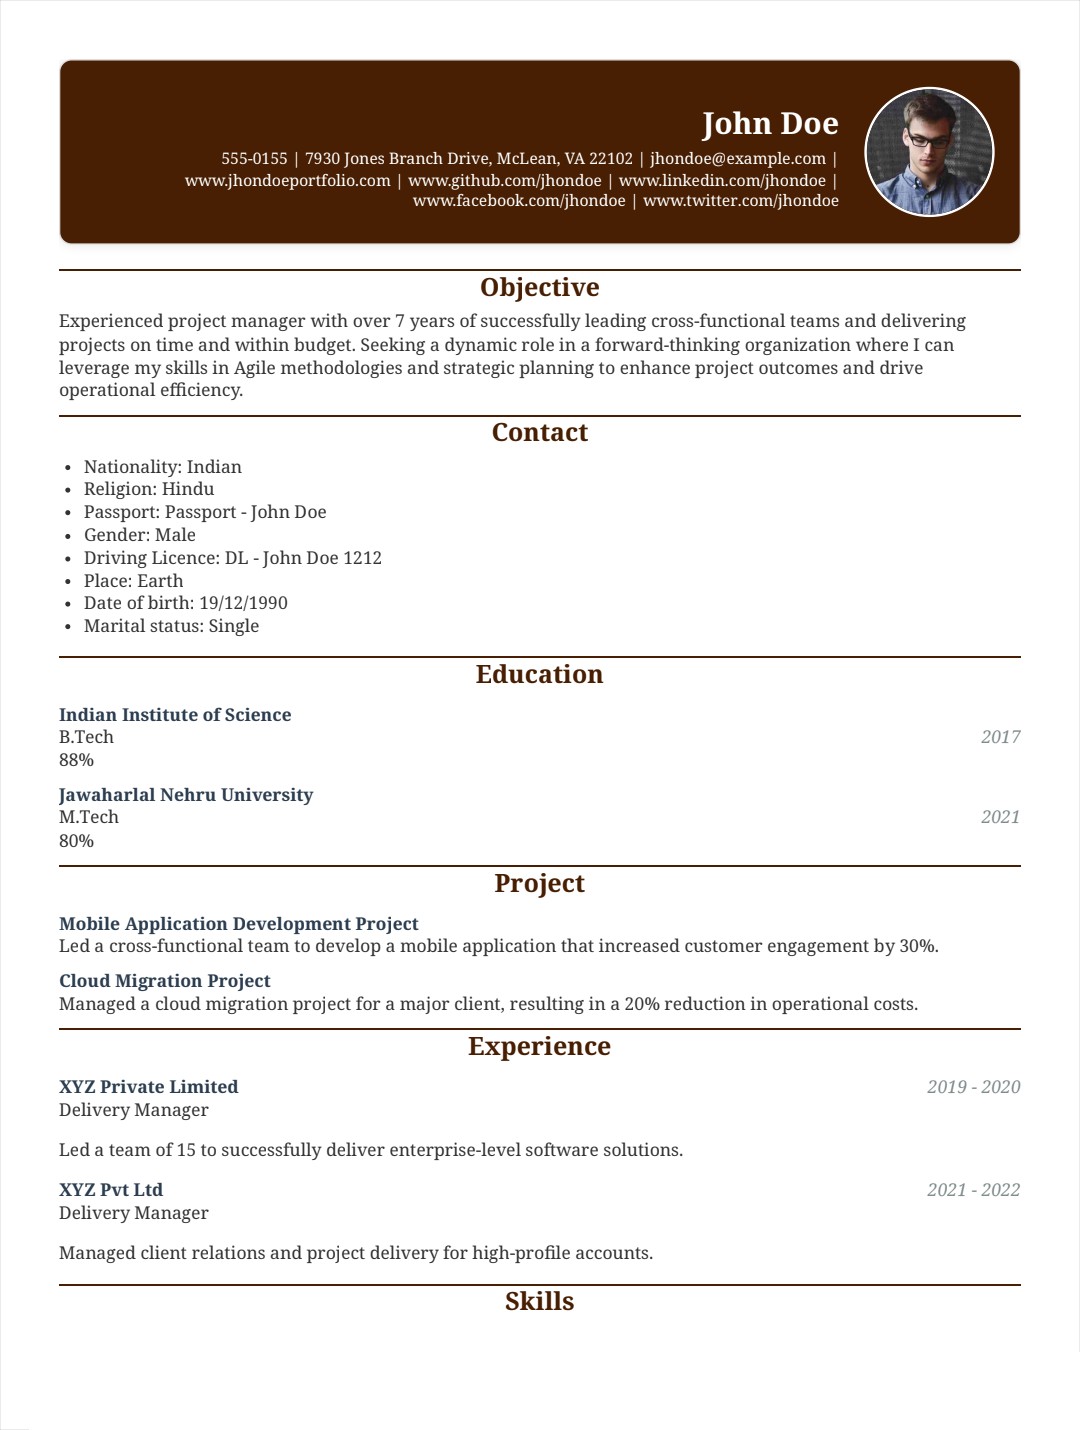 John Doe
555-0155 | 7930 Jones Branch Drive, McLean, VA 22102 | jhondoe@example.com |
www.jhondoeportfolio.com | www.github.com/jhondoe | www.linkedin.com/jhondoe |
www.facebook.com/jhondoe | www.twitter.com/jhondoe
Objective
Experienced project manager with over 7 years of successfully leading cross-functional teams and delivering
projects on time and within budget. Seeking a dynamic role in a forward-thinking organization where I can
leverage my skills in Agile methodologies and strategic planning to enhance project outcomes and drive
operational efficiency.
Contact
• Nationality: Indian
• Religion: Hindu
• Passport: Passport - John Doe
• Gender: Male
• Driving Licence: DL - John Doe 1212
• Place: Earth
• Date of birth: 19/12/1990
• Marital status: Single
Education
Indian Institute of Science
B.Tech 2017
88%
Jawaharlal Nehru University
M.Tech 2021
80%
Project
Mobile Application Development Project
Led a cross-functional team to develop a mobile application that increased customer engagement by 30%.
Cloud Migration Project
Managed a cloud migration project for a major client, resulting in a 20% reduction in operational costs.
Experience
XYZ Private Limited 2019 - 2020
Delivery Manager
Led a team of 15 to successfully deliver enterprise-level software solutions.
XYZ Pvt Ltd 2021 - 2022
Delivery Manager
Managed client relations and project delivery for high-profile accounts.
Skills